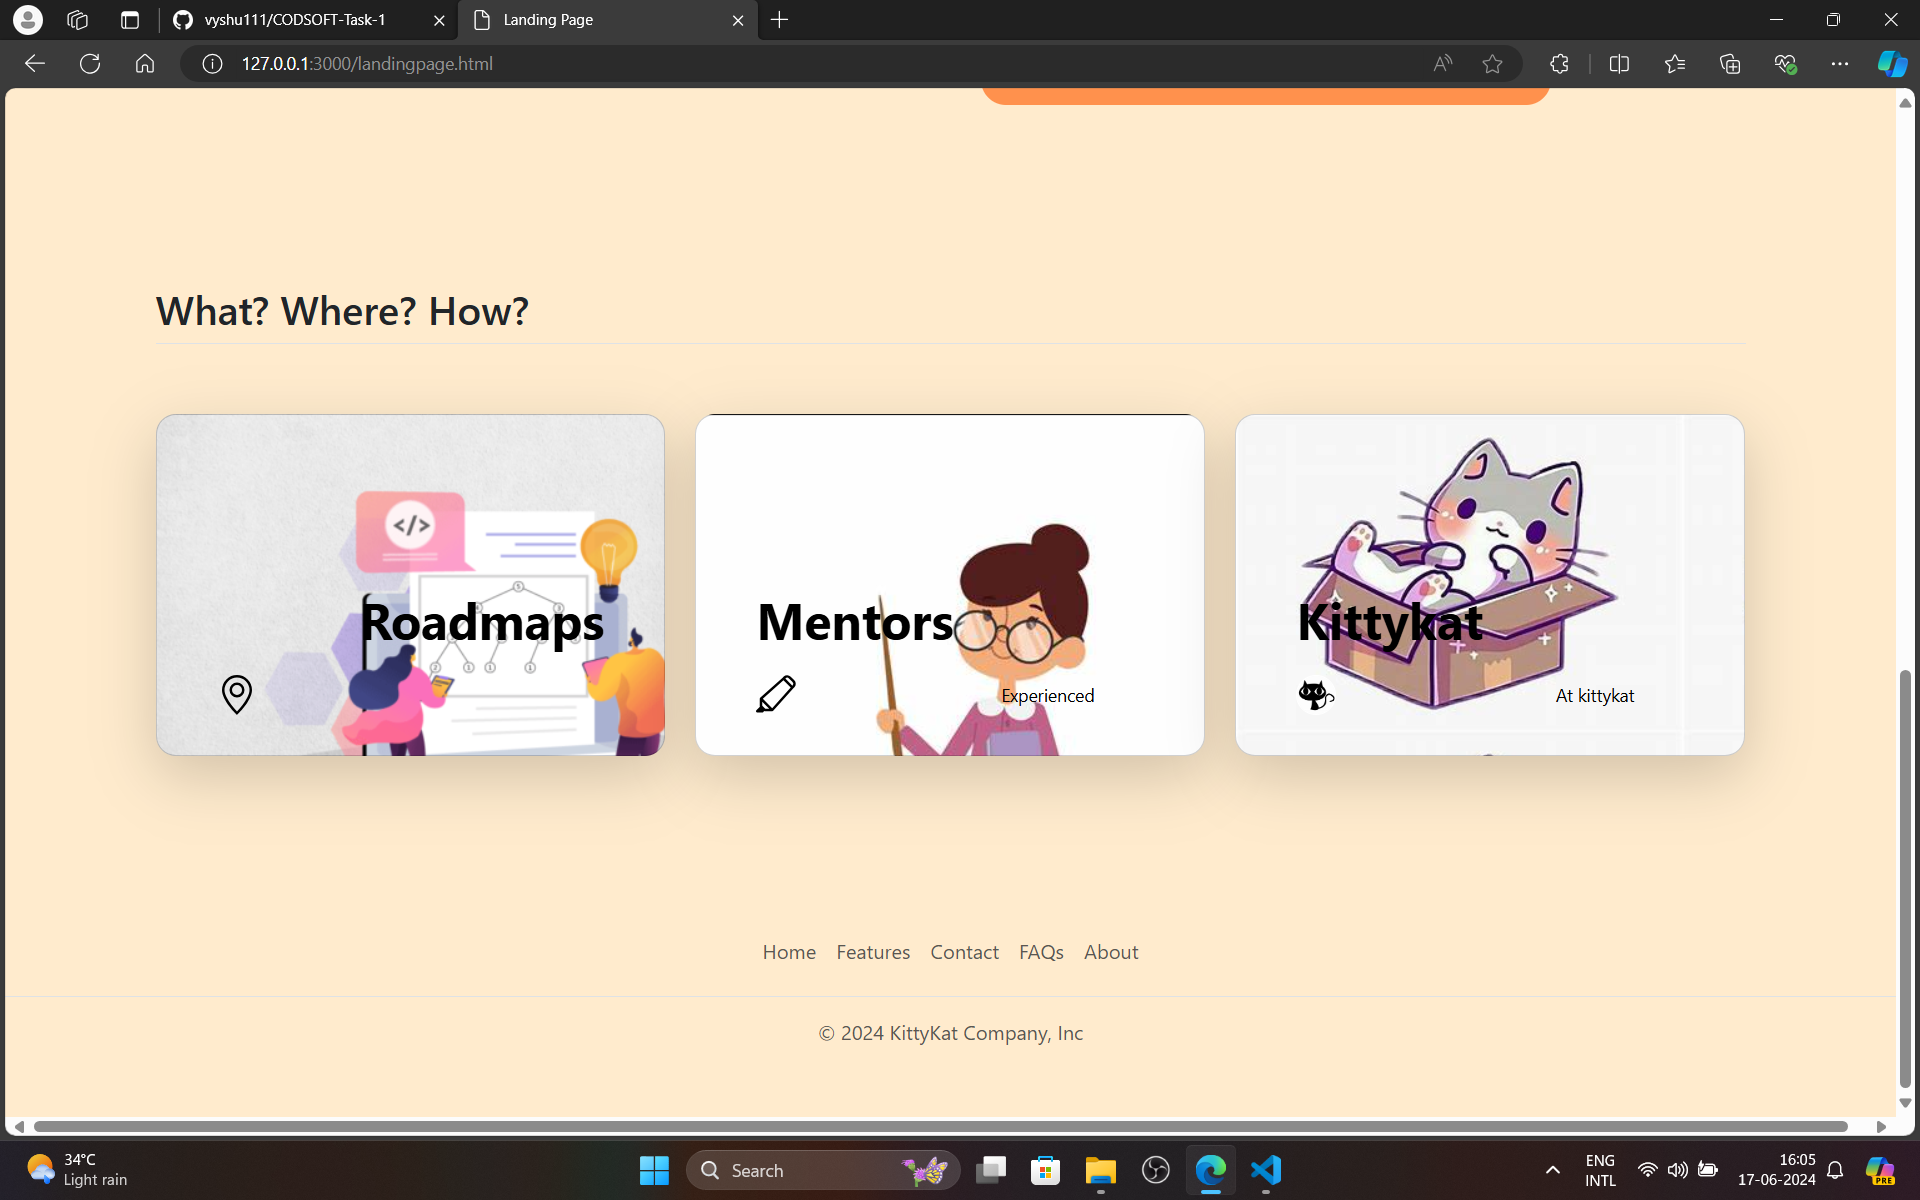 vyshu111/CODSOFT-Task-1
Landing Page
127.0.0.1:3000/landingpage.html
What? Where? How?
</>
Roadmaps
Mentors
Experienced
Kittykat
At kittykat
Home Features Contact FAQs About
© 2024 KittyKat Company, Inc
34°C
Light rain
Search
ENG
INTL
16:05
17-06-2024
PRE